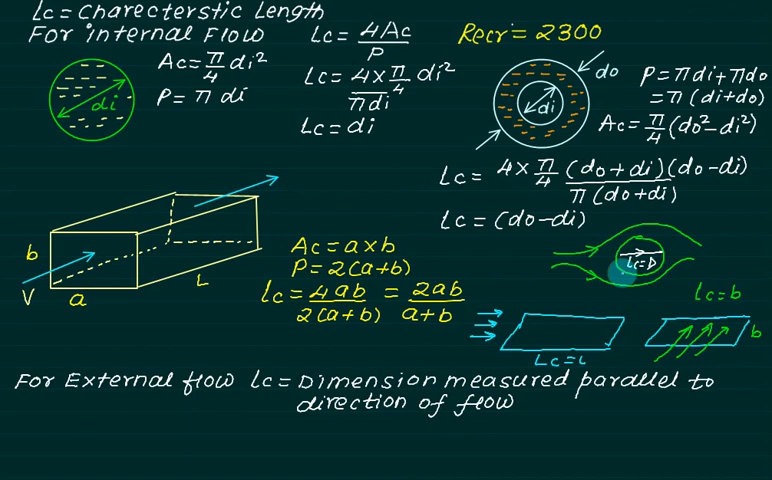 Lc = Charecterstic Length
For internal Flow
Lc = 4Ac/P
Recr = 2300
Ac = π/4 di²
P = π di
di
Lc = 4×π/4 di² / πdi
Lc = di
do
di
P = πdi + πdo
= π(di+do)
Ac = π/4 (do²-di²)
Lc = 4×π/4 (do+di)(do-di) / π(do+di)
Lc = (do-di)
b
V
a
L
Ac = a×b
P = 2(a+b)
Lc = 4ab / 2(a+b) = 2ab / a+b
Lc=D
Lc = b
b
Lc = L
For External flow Lc = Dimension measured parallel to
direction of flow